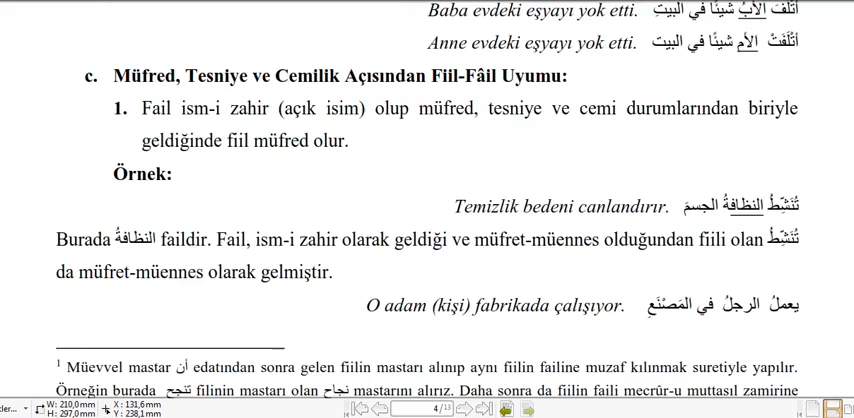 Baba evdeki eşyayı yok etti. أتْلَفَ الأبُ شيئًا في البيتِ
Anne evdeki eşyayı yok etti. أتْلَفَتْ الأم شيئًا في البيت
c. Müfred, Tesniye ve Cemilik Açısından Fiil-Fâil Uyumu:
1. Fail ism-i zahir (açık isim) olup müfred, tesniye ve cemi durumlarından biriyle
geldiğinde fiil müfred olur.
Örnek:
Temizlik bedeni canlandırır. تُنَشِّطُ النظافةُ الجسمَ
Burada النظافةُ faildir. Fail, ism-i zahir olarak geldiği ve müfret-müennes olduğundan fiili olan تُنَشِّطُ
da müfret-müennes olarak gelmiştir.
O adam (kişi) fabrikada çalışıyor. يعملُ الرجلُ في المَصْنَعِ
1 Müevvel mastar أن edatından sonra gelen fiilin mastarı alınıp aynı fiilin failine muzaf kılınmak suretiyle yapılır.
Örneğin burada تنجح filinin mastarı olan نجاح mastarını alırız. Daha sonra da fiilin faili mecrûr-u muttasıl zamirine
cler... W: 210,0mm H: 297,0mm X: 131,6mm Y: 238,1mm 4 /13